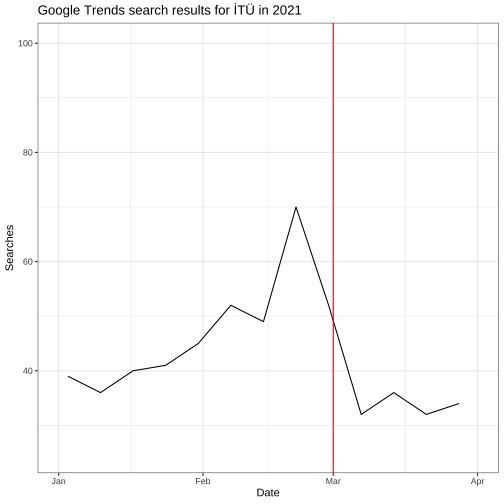 Google Trends search results for İTÜ in 2021
100
80
60
40
Searches
Jan Feb Mar Apr
Date